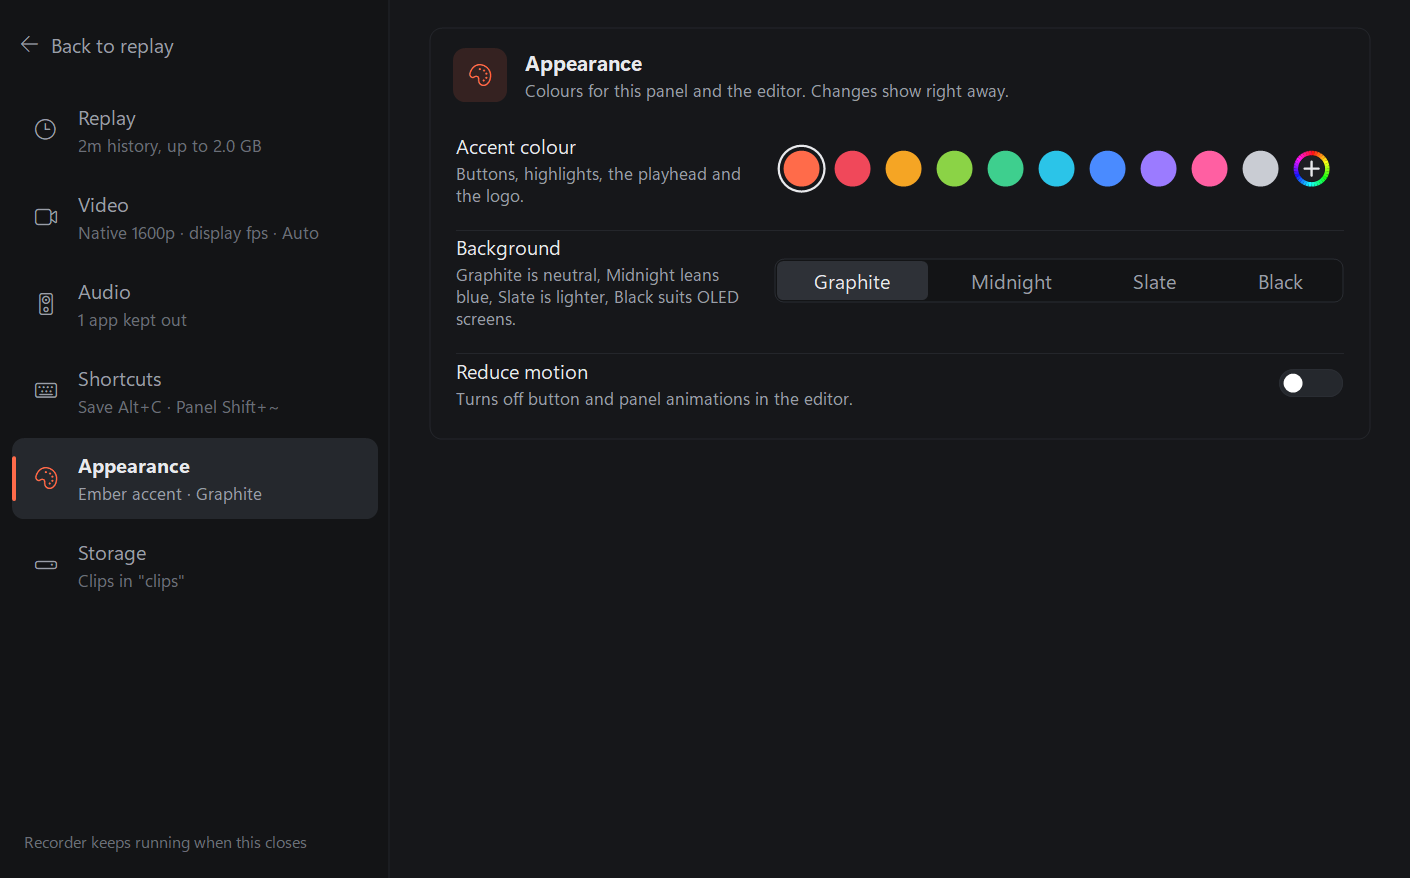 Back to replay
Replay
2m history, up to 2.0 GB
Video
Native 1600p · display fps · Auto
Audio
1 app kept out
Shortcuts
Save Alt+C · Panel Shift+~
Appearance
Ember accent · Graphite
Storage
Clips in "clips"
Recorder keeps running when this closes
Appearance
Colours for this panel and the editor. Changes show right away.
Accent colour
Buttons, highlights, the playhead and
the logo.
Background
Graphite is neutral, Midnight leans
blue, Slate is lighter, Black suits OLED
screens.
Graphite Midnight Slate Black
Reduce motion
Turns off button and panel animations in the editor.